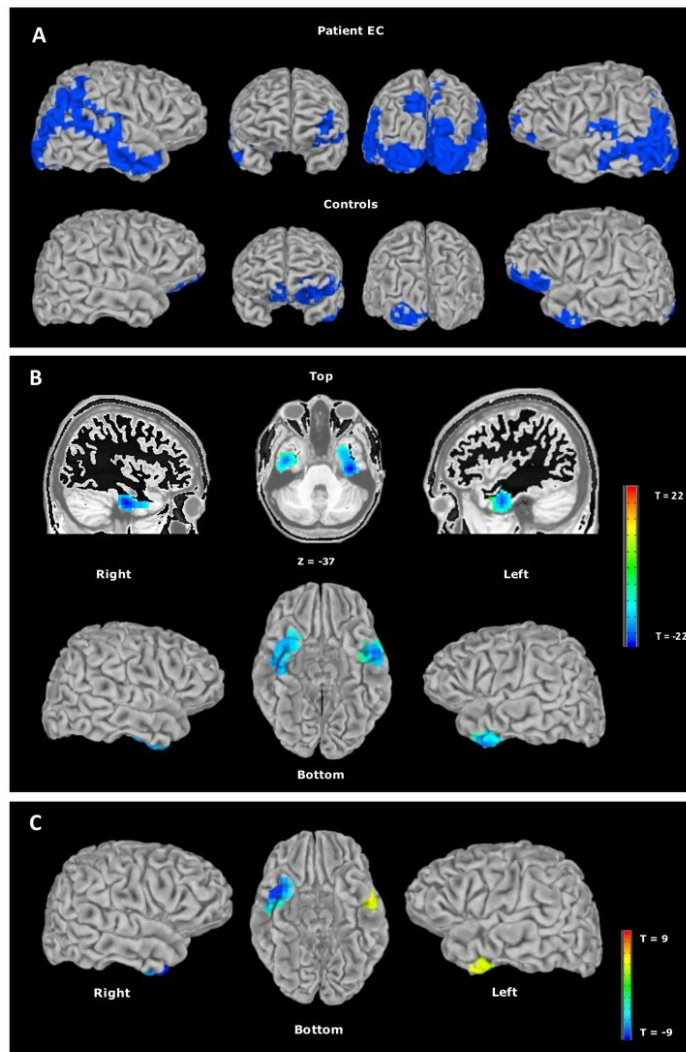 A
Patient EC
Controls
B
Top
T = 22
T = -22
Z = -37
Right
Left
Bottom
C
T = 9
T = -9
Right
Left
Bottom